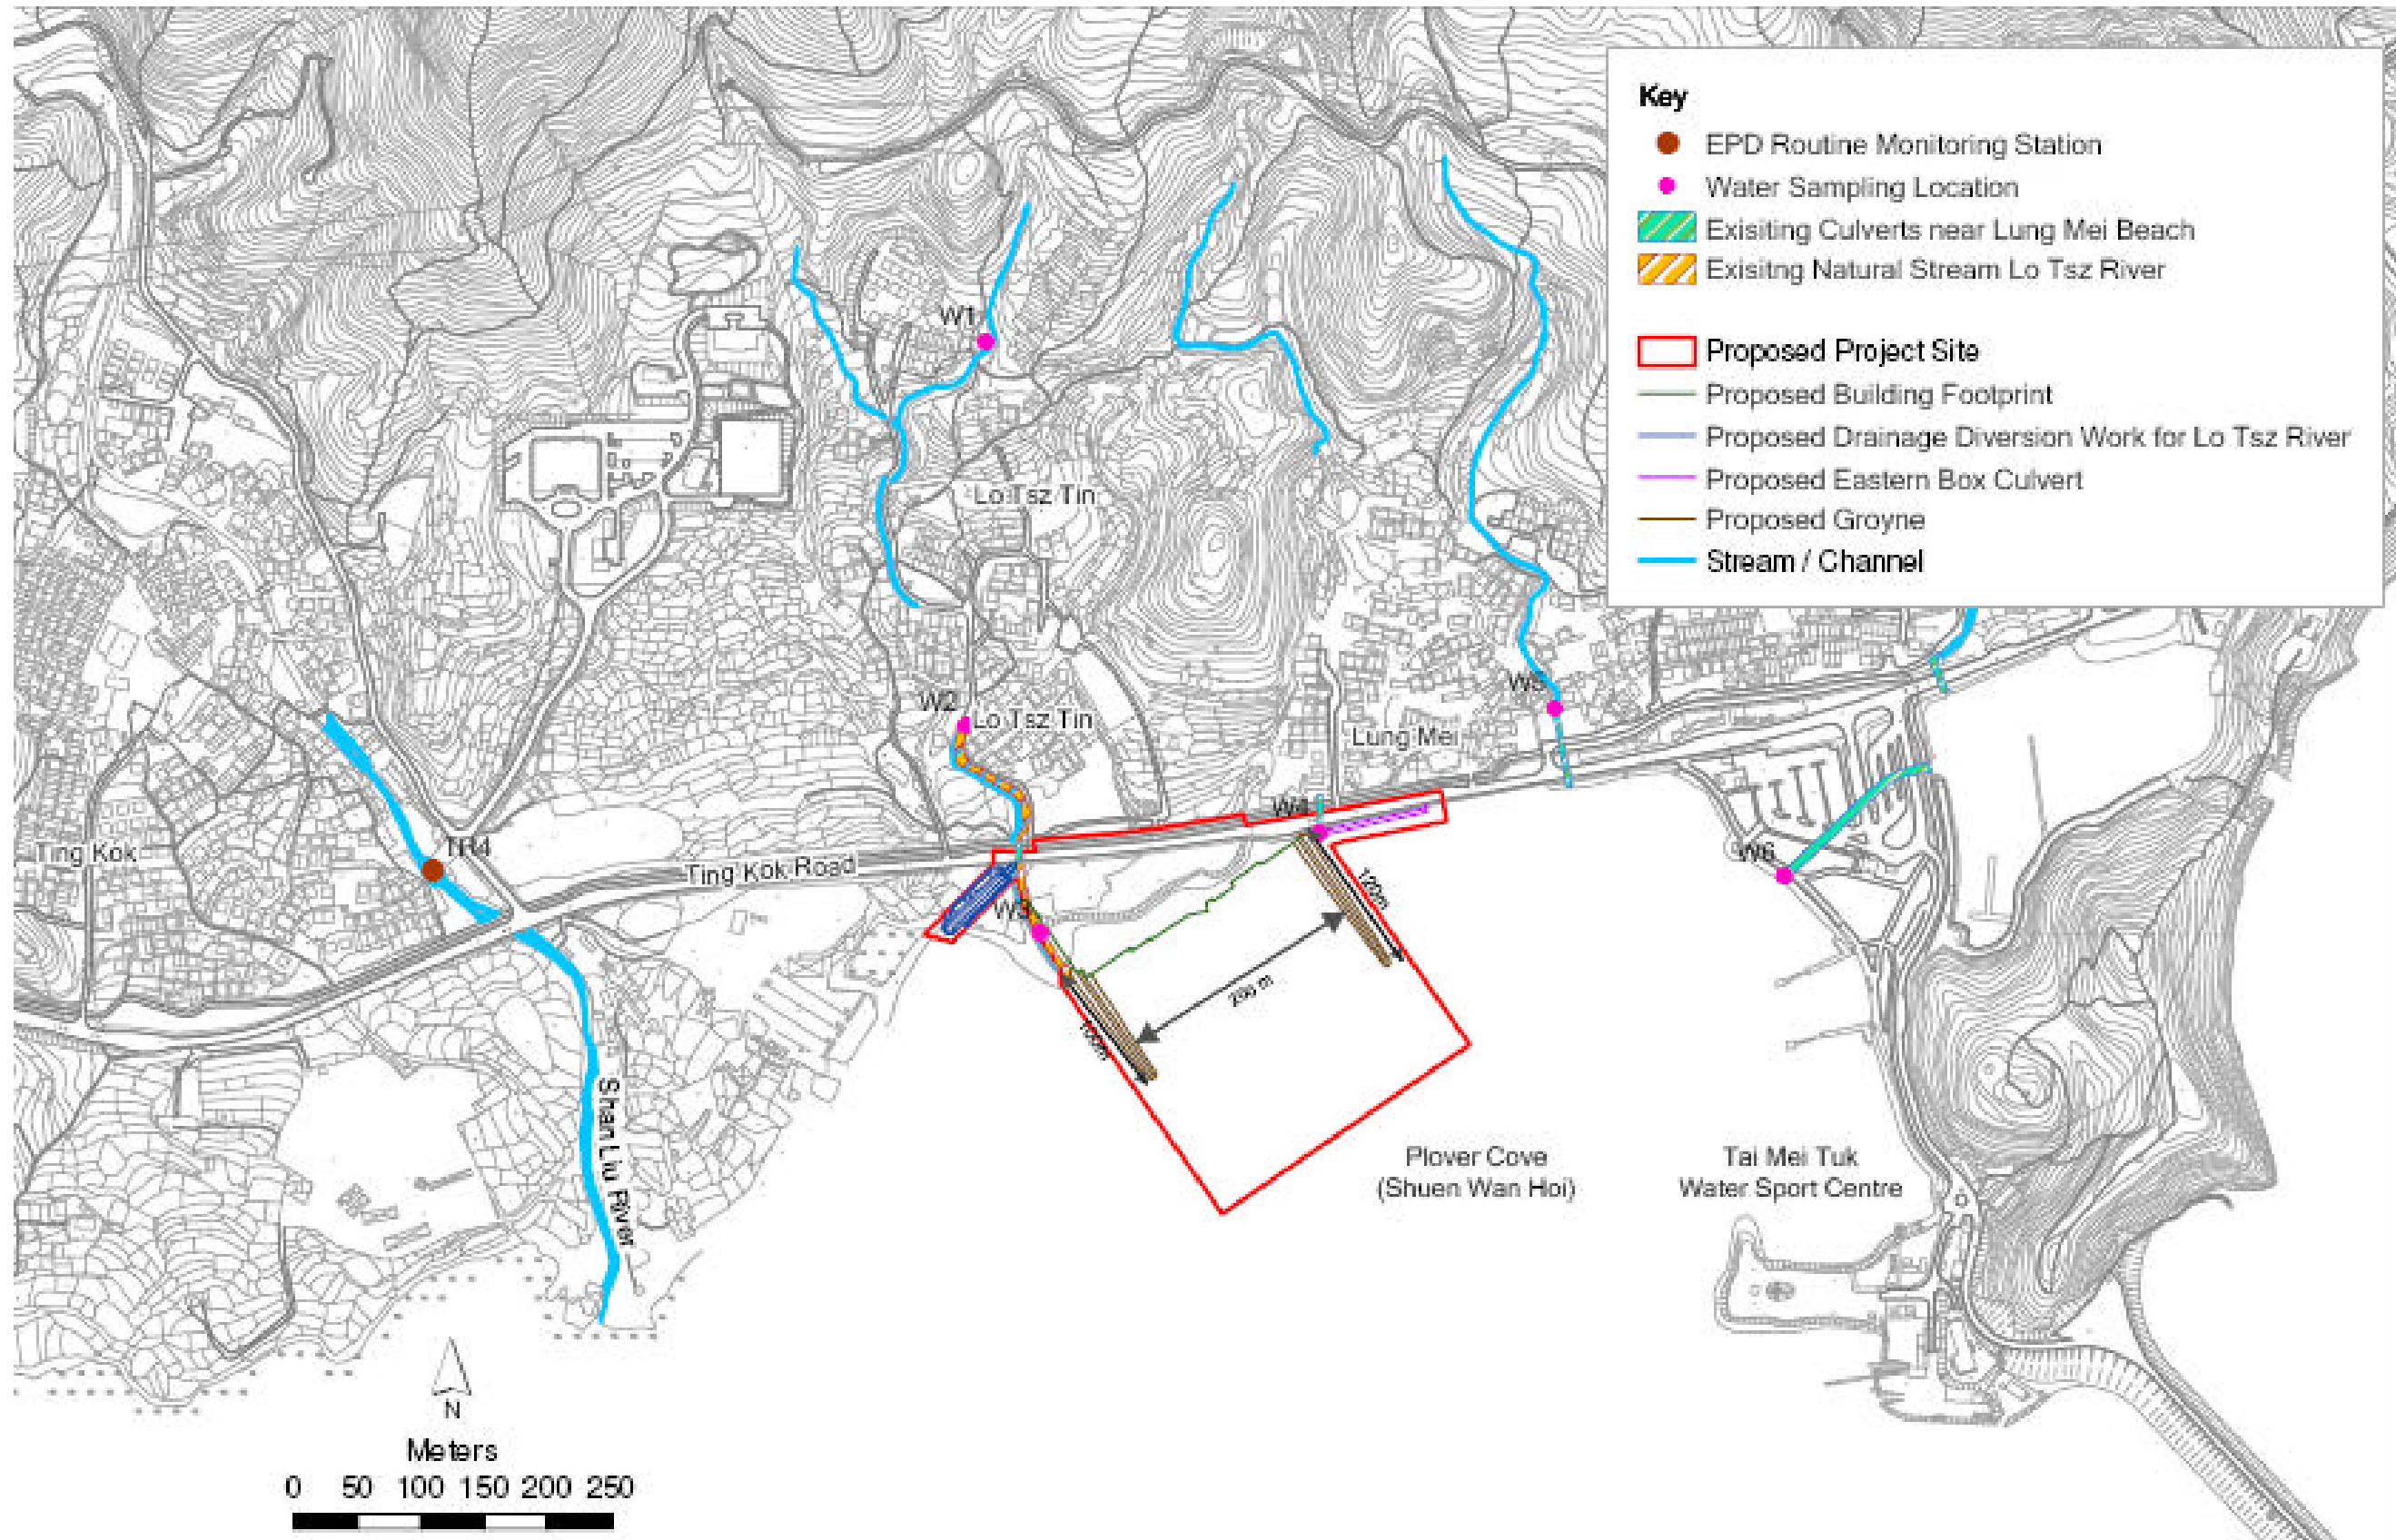 Key
EPD Routine Monitoring Station
Water Sampling Location
Exisiting Culverts near Lung Mei Beach
Exisitng Natural Stream Lo Tsz River
Proposed Project Site
Proposed Building Footprint
Proposed Drainage Diversion Work for Lo Tsz River
Proposed Eastern Box Culvert
Proposed Groyne
Stream / Channel
W1
Lo Tsz Tin
W2
Lo Tsz Tin
W5
Lung Mei
W4
Ting Kok
TR4
Ting Kok Road
W3
W6
120m
200 m
100m
Shan Liu River
Plover Cove
(Shuen Wan Hoi)
Tai Mei Tuk
Water Sport Centre
N
Meters
0 50 100 150 200 250